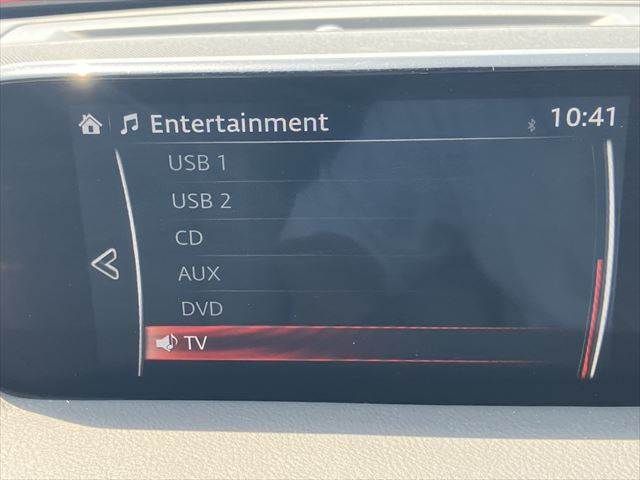 Entertainment 10:41
USB 1
USB 2
CD
AUX
DVD
TV